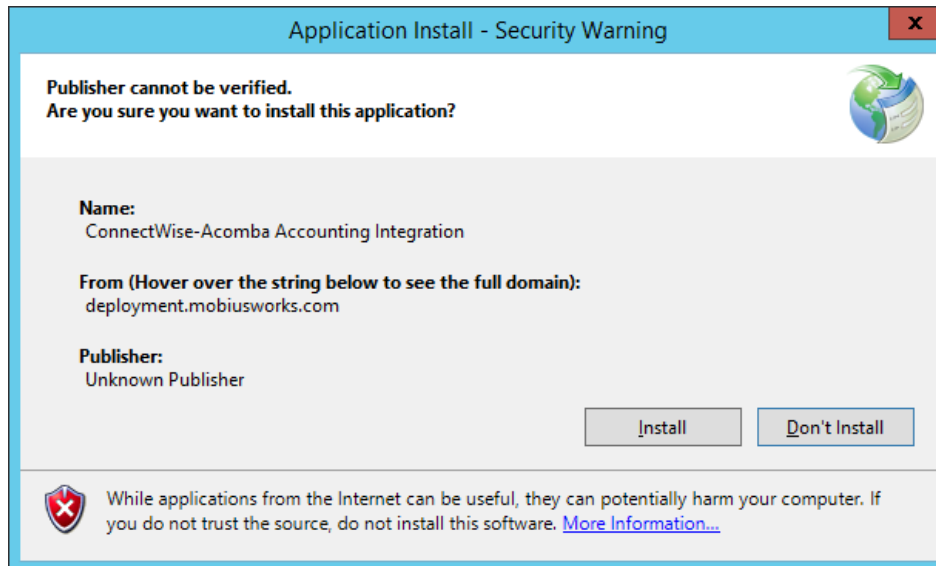 Application Install - Security Warning
x
Publisher cannot be verified.
Are you sure you want to install this application?
Name:
ConnectWise-Acomba Accounting Integration
From (Hover over the string below to see the full domain):
deployment.mobiusworks.com
Publisher:
Unknown Publisher
Install
Don't Install
While applications from the Internet can be useful, they can potentially harm your computer. If
you do not trust the source, do not install this software. More Information...